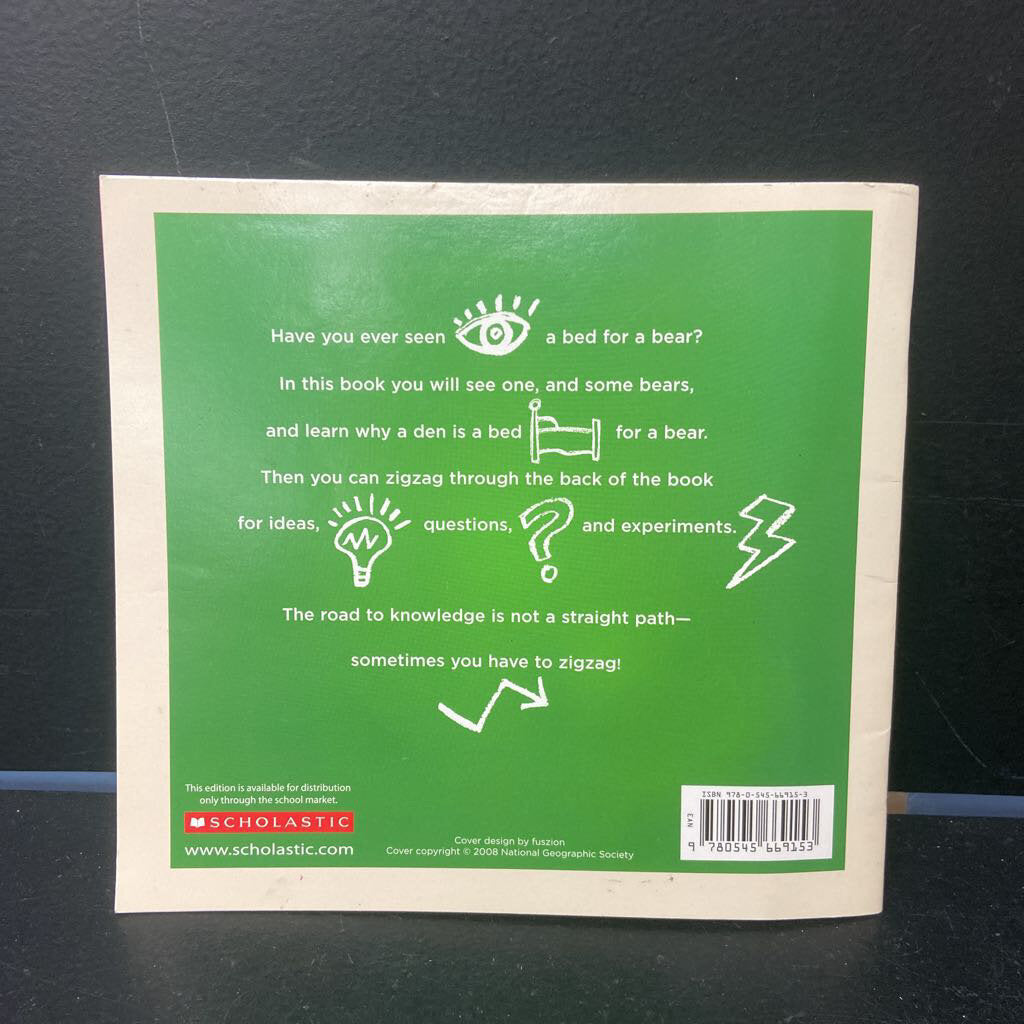 Have you ever seen a bed for a bear?
In this book you will see one, and some bears,
and learn why a den is a bed for a bear.
Then you can zigzag through the back of the book
for ideas, questions, ? and experiments.
The road to knowledge is not a straight path—
sometimes you have to zigzag!
This edition is available for distribution
only through the school market.
SCHOLASTIC
www.scholastic.com
Cover design by fuszion
Cover copyright © 2008 National Geographic Society
ISBN 978-0-545-66915-3
EAN
9 780545 669153